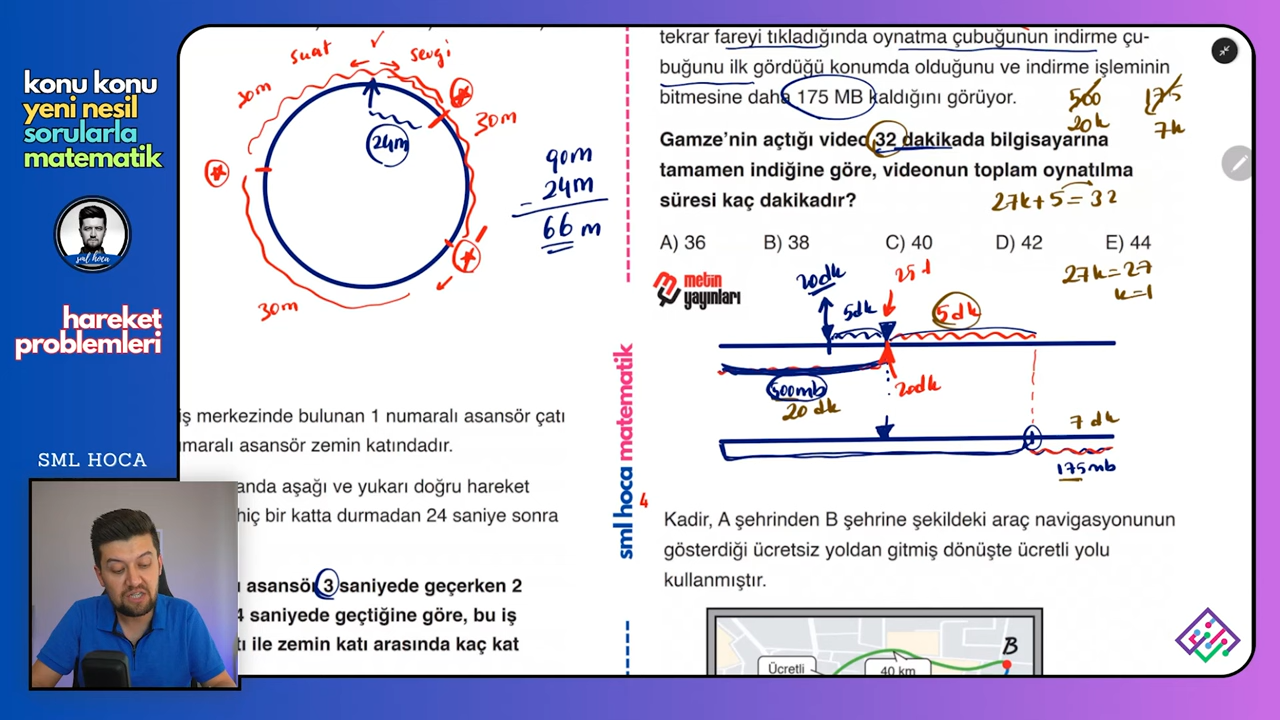 konu konu
yeni nesil
sorularla
matematik
sml hoca
hareket
problemleri
SML HOCA
suat
sevgi
30m
30m
24m
30m
90m
- 24m
66 m
iş merkezinde bulunan 1 numaralı asansör çatı
umaralı asansör zemin katındadır.
anda aşağı ve yukarı doğru hareket
hiç bir katta durmadan 24 saniye sonra
ı asansör 3 saniyede geçerken 2
4 saniyede geçtiğine göre, bu iş
tı ile zemin katı arasında kaç kat
sml hoca matematik
tekrar fareyi tıkladığında oynatma çubuğunun indirme çu-
buğunu ilk gördüğü konumda olduğunu ve indirme işleminin
bitmesine daha 175 MB kaldığını görüyor.
500 175
20k 7k
Gamze'nin açtığı video 32 dakikada bilgisayarına
tamamen indiğine göre, videonun toplam oynatılma
süresi kaç dakikadır?
27k+5=32
A) 36 B) 38 C) 40 D) 42 E) 44
27k=27
k=1
metin
yayınları
20dk
25d
5dk
5dk
500mb
20 dk
20dk
7 dk
175mb
4
Kadir, A şehrinden B şehrine şekildeki araç navigasyonunun
gösterdiği ücretsiz yoldan gitmiş dönüşte ücretli yolu
kullanmıştır.
B
Ücretli
40 km